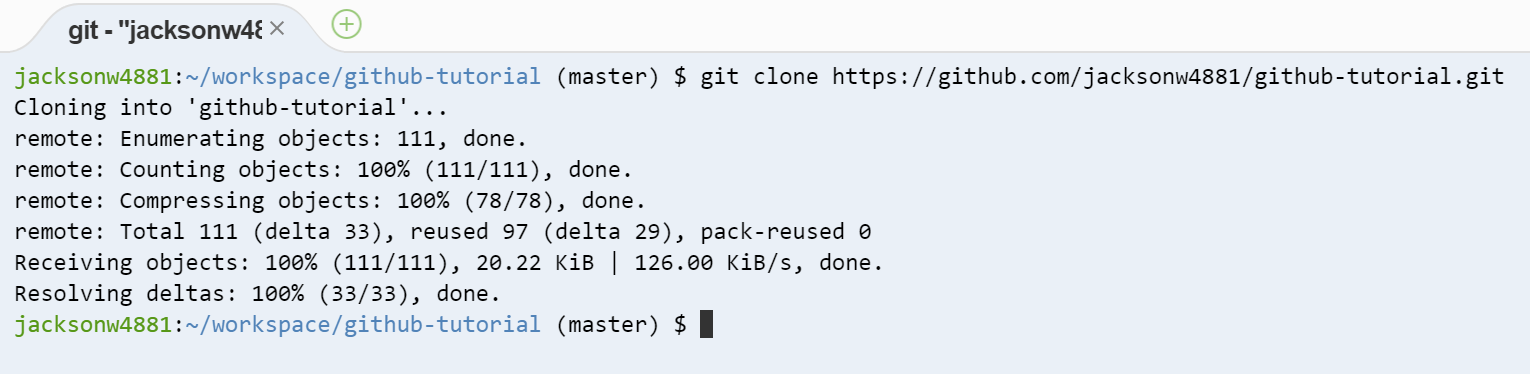 git - "jacksonw48
jacksonw4881:~/workspace/github-tutorial (master) $ git clone https://github.com/jacksonw4881/github-tutorial.git
Cloning into 'github-tutorial'...
remote: Enumerating objects: 111, done.
remote: Counting objects: 100% (111/111), done.
remote: Compressing objects: 100% (78/78), done.
remote: Total 111 (delta 33), reused 97 (delta 29), pack-reused 0
Receiving objects: 100% (111/111), 20.22 KiB | 126.00 KiB/s, done.
Resolving deltas: 100% (33/33), done.
jacksonw4881:~/workspace/github-tutorial (master) $